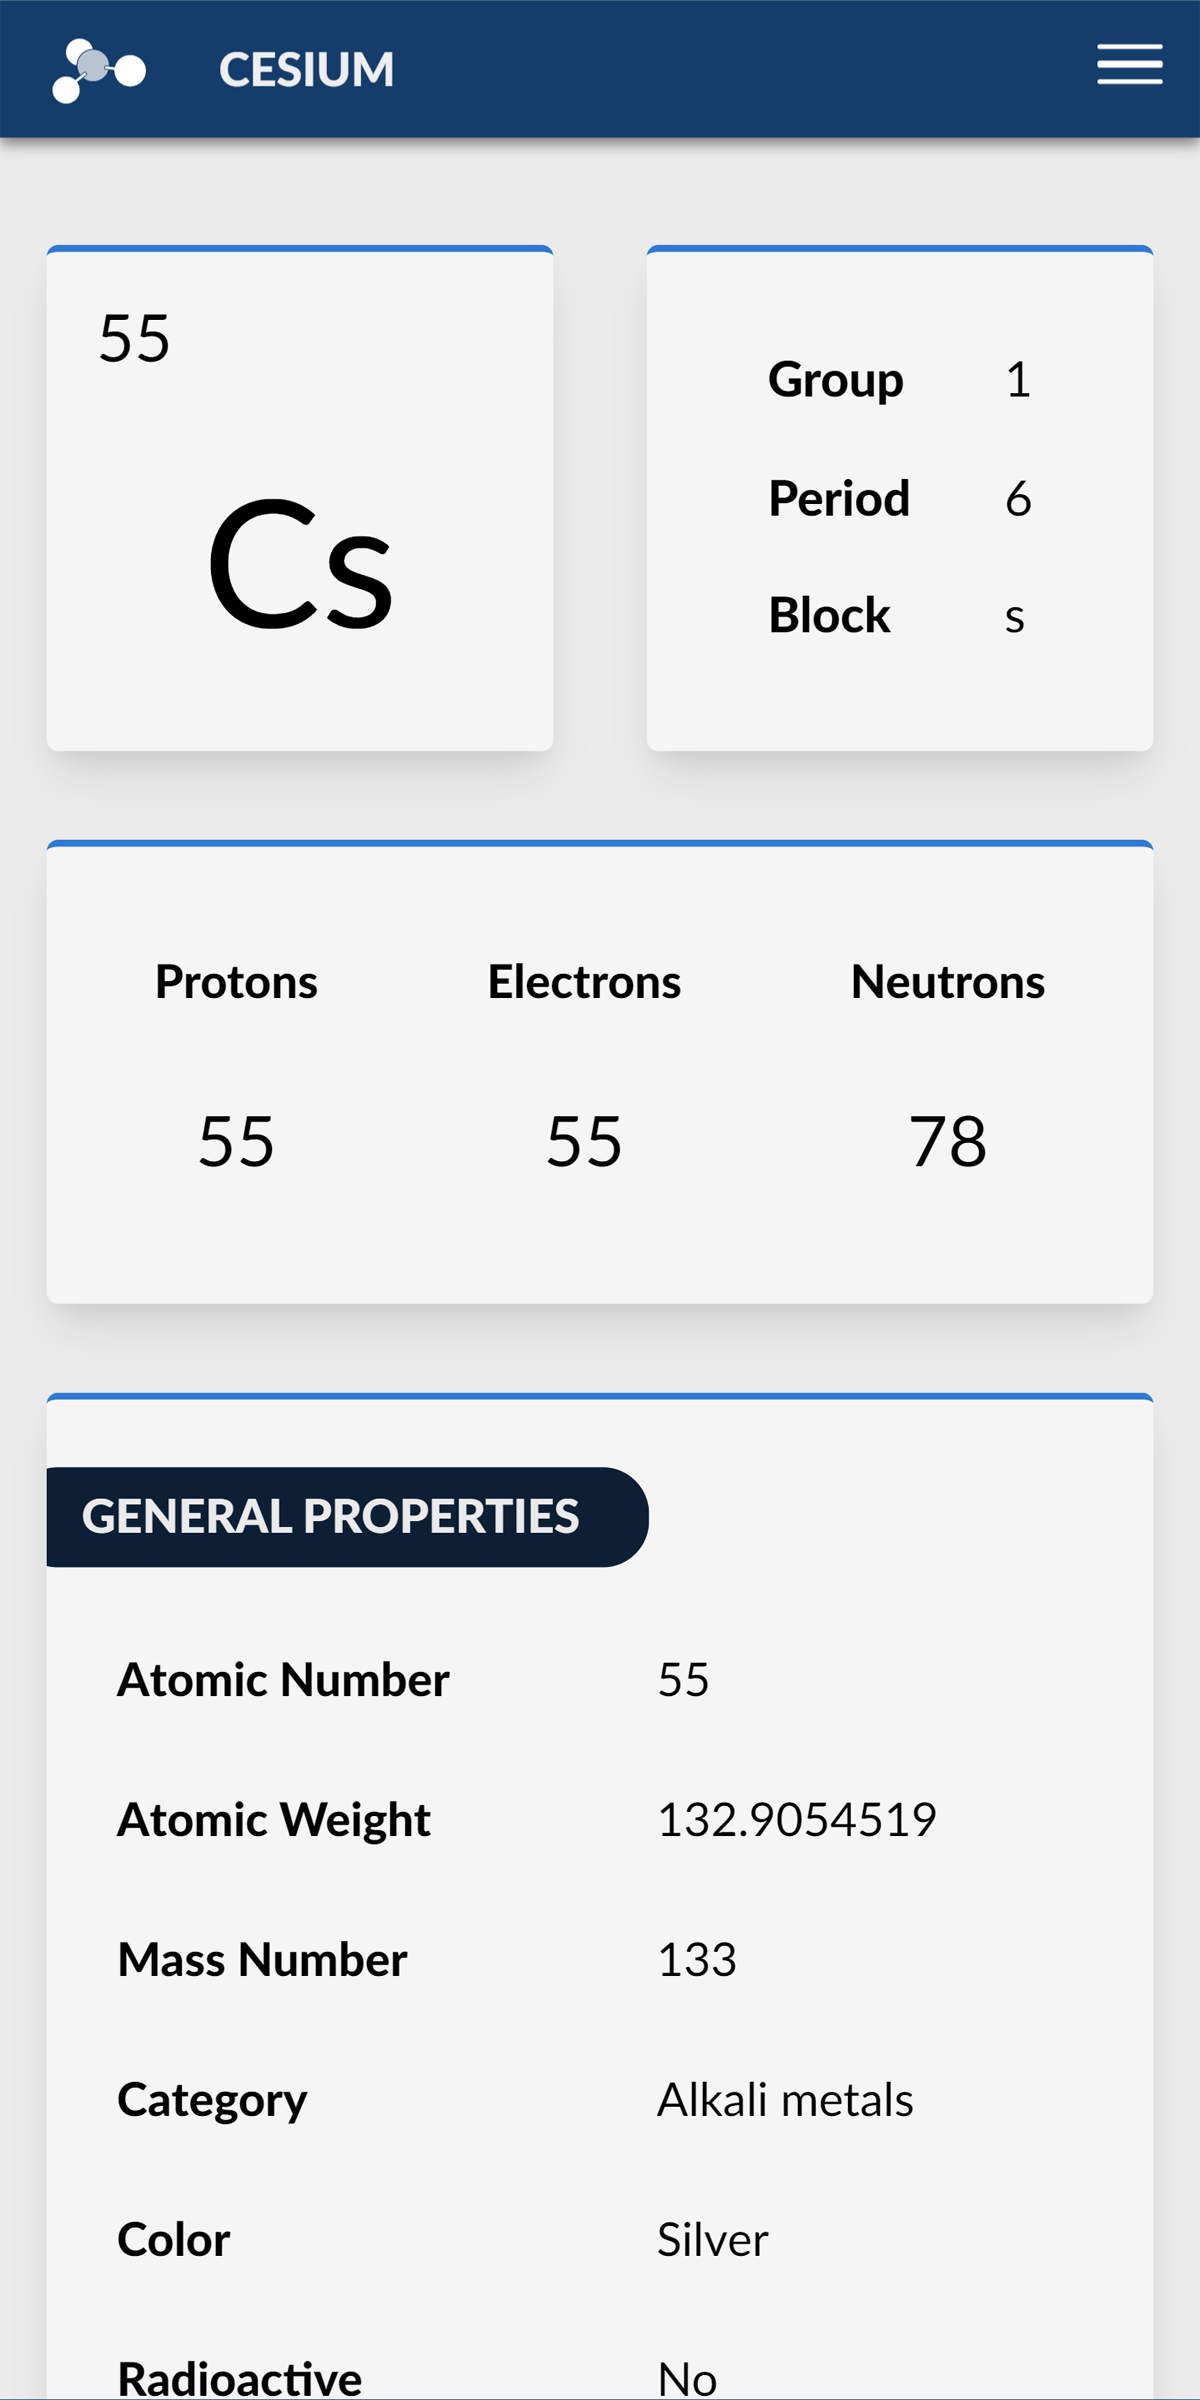 CESIUM
55
Cs
Group 1
Period 6
Block s
Protons Electrons Neutrons
55 55 78
GENERAL PROPERTIES
Atomic Number 55
Atomic Weight 132.9054519
Mass Number 133
Category Alkali metals
Color Silver
Radioactive No